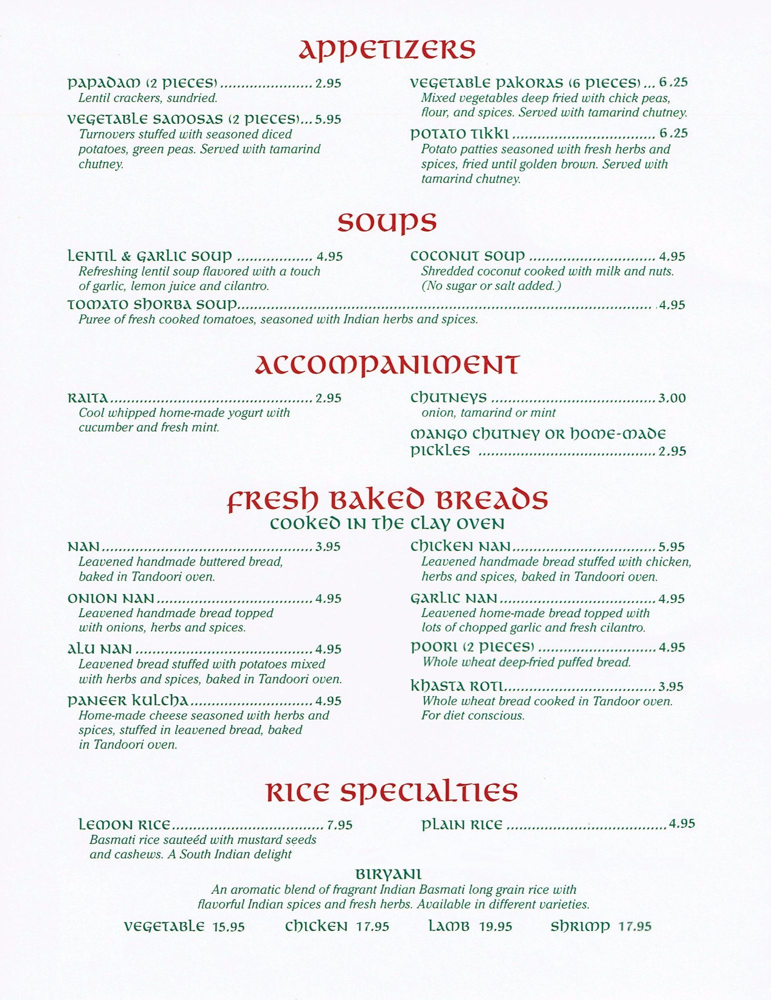 APPETIZERS
PAPADAM (2 PIECES) ...................... 2.95
Lentil crackers, sundried.
VEGETABLE SAMOSAS (2 PIECES)... 5.95
Turnovers stuffed with seasoned diced
potatoes, green peas. Served with tamarind
chutney.
VEGETABLE PAKORAS (6 PIECES) ... 6.25
Mixed vegetables deep fried with chick peas,
flour, and spices. Served with tamarind chutney.
POTATO TIKKI .................................. 6.25
Potato patties seasoned with fresh herbs and
spices, fried until golden brown. Served with
tamarind chutney.
SOUPS
LENTIL & GARLIC SOUP .................. 4.95
Refreshing lentil soup flavored with a touch
of garlic, lemon juice and cilantro.
COCONUT SOUP .............................. 4.95
Shredded coconut cooked with milk and nuts.
(No sugar or salt added.)
TOMATO SHORBA SOUP.................................................................................................... 4.95
Puree of fresh cooked tomatoes, seasoned with Indian herbs and spices.
ACCOMPANIMENT
RAITA ................................................ 2.95
Cool whipped home-made yogurt with
cucumber and fresh mint.
CHUTNEYS ....................................... 3.00
onion, tamarind or mint
MANGO CHUTNEY OR HOME-MADE
PICKLES .......................................... 2.95
FRESH BAKED BREADS
COOKED IN THE CLAY OVEN
NAN .................................................. 3.95
Leavened handmade buttered bread,
baked in Tandoori oven.
ONION NAN ..................................... 4.95
Leavened handmade bread topped
with onions, herbs and spices.
ALU NAN .......................................... 4.95
Leavened bread stuffed with potatoes mixed
with herbs and spices, baked in Tandoori oven.
PANEER KULCHA ............................. 4.95
Home-made cheese seasoned with herbs and
spices, stuffed in leavened bread, baked
in Tandoori oven.
CHICKEN NAN .................................. 5.95
Leavened handmade bread stuffed with chicken,
herbs and spices, baked in Tandoori oven.
GARLIC NAN ..................................... 4.95
Leavened home-made bread topped with
lots of chopped garlic and fresh cilantro.
POORI (2 PIECES) ............................ 4.95
Whole wheat deep-fried puffed bread.
KHASTA ROTI.................................... 3.95
Whole wheat bread cooked in Tandoor oven.
For diet conscious.
RICE SPECIALTIES
LEMON RICE .................................... 7.95
Basmati rice sauteéd with mustard seeds
and cashews. A South Indian delight
PLAIN RICE ...................................... 4.95
BIRYANI
An aromatic blend of fragrant Indian Basmati long grain rice with
flavorful Indian spices and fresh herbs. Available in different varieties.
VEGETABLE 15.95 CHICKEN 17.95 LAMB 19.95 SHRIMP 17.95